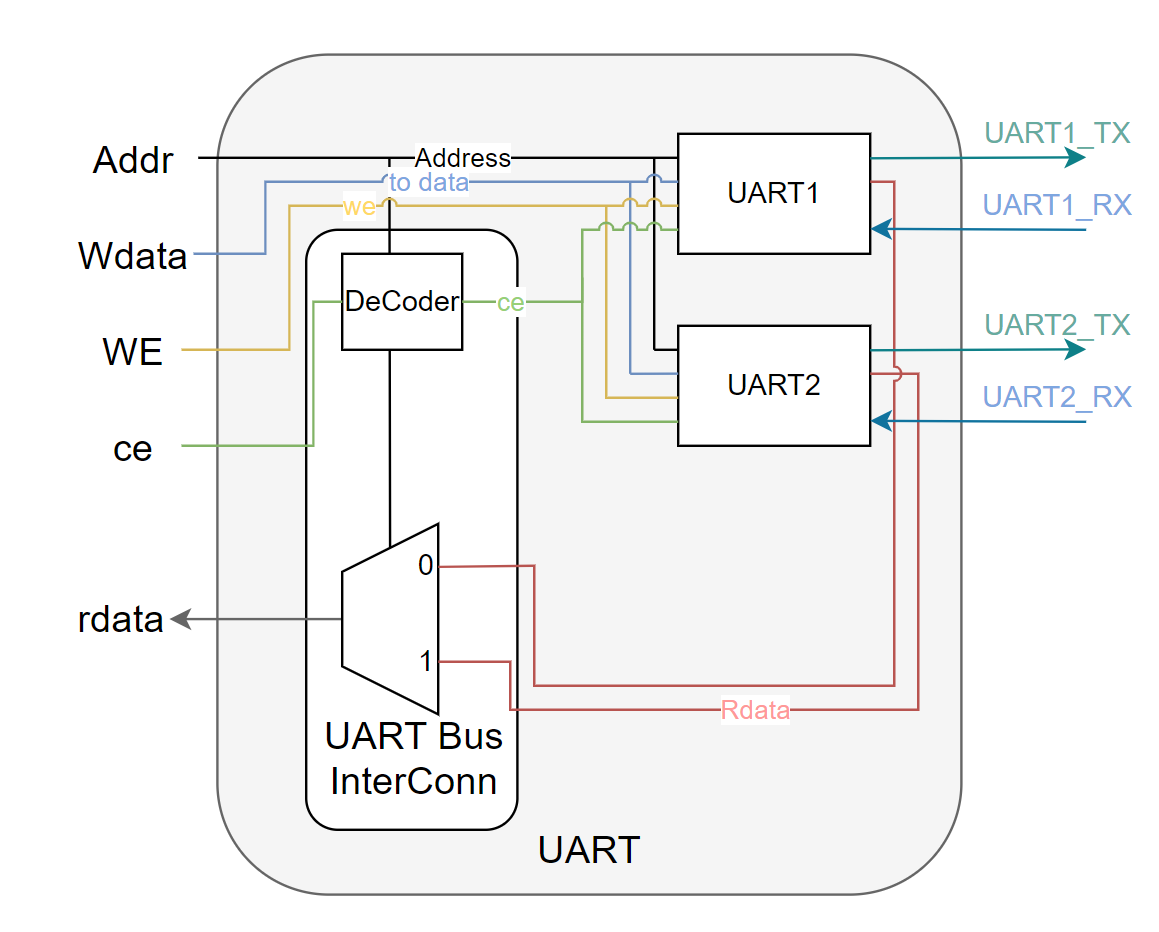 UART1_TX
Addr
Address
to data
UART1
we
UART1_RX
Wdata
DeCoder
ce
UART2_TX
WE
UART2
UART2_RX
ce
0
rdata
1
Rdata
UART Bus
InterConn
UART